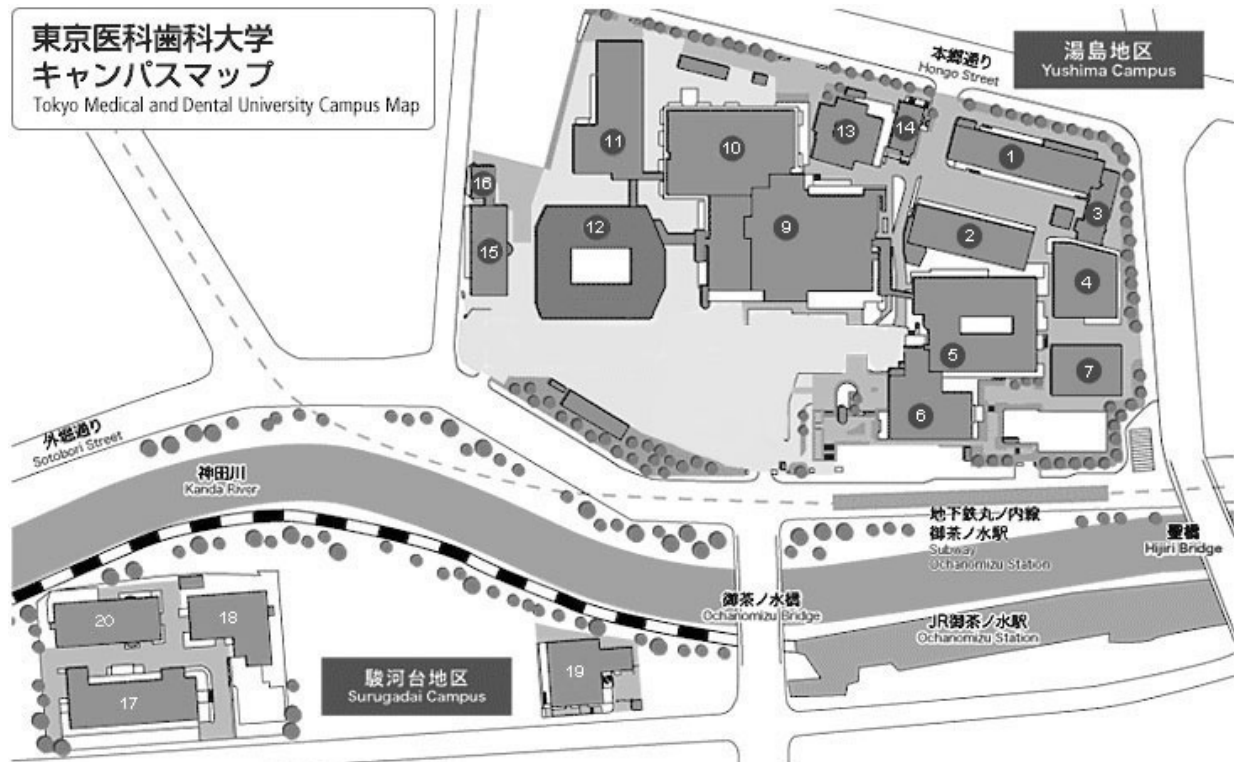 東京医科歯科大学
キャンパスマップ
Tokyo Medical and Dental University Campus Map
本郷通り
Hongo Street
湯島地区
Yushima Campus
11
10
13
14
1
16
3
12
9
2
15
4
5
7
6
外堀通り
Sotobori Street
神田川
Kanda River
地下鉄丸ノ内線
御茶ノ水駅
Subway
Ochanomizu Station
聖橋
Hijiri Bridge
御茶ノ水橋
Ochanomizu Bridge
JR御茶ノ水駅
Ochanomizu Station
20
18
19
駿河台地区
Surugadai Campus
17